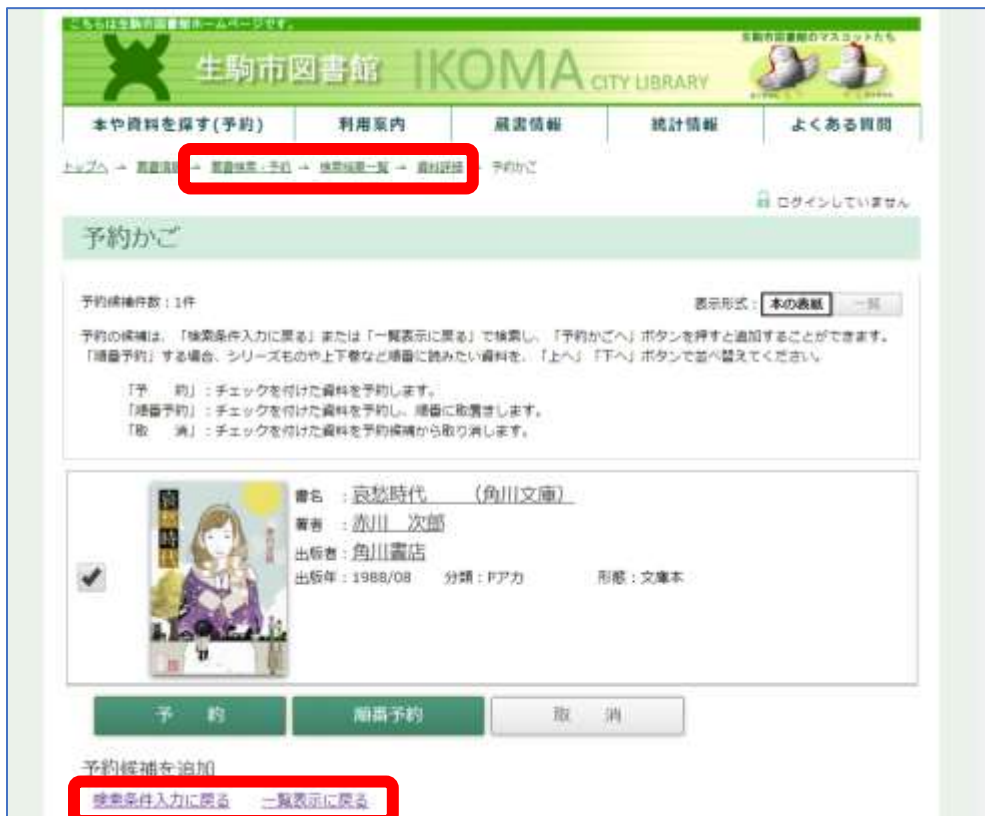 こちらは生駒市図書館ホームページです。
生駒市図書館のマスコットたち
生駒市図書館 IKOMA CITY LIBRARY
本や資料を探す(予約) 利用案内 蔵書情報 統計情報 よくある質問
トップへ → 蔵書情報 → 蔵書検索・予約 → 検索結果一覧 → 資料詳細 → 予約かご
ログインしていません
予約かご
予約候補件数：1件
表示形式： 本の表紙 一覧
予約の候補は、「検索条件入力に戻る」または「一覧表示に戻る」で検索し、「予約かごへ」ボタンを押すと追加することができます。
「順番予約」する場合、シリーズものや上下巻など順番に読みたい資料を、「上へ」「下へ」ボタンで並べ替えてください。
「予　約」：チェックを付けた資料を予約します。
「順番予約」：チェックを付けた資料を予約し、順番に取置きします。
「取　消」：チェックを付けた資料を予約候補から取り消します。
哀愁時代
書名 ：哀愁時代 （角川文庫）
著者 ：赤川 次郎
出版者：角川書店
出版年：1988/08 分類：Fアカ 形態：文庫本
予　約 順番予約 取　消
予約候補を追加
検索条件入力に戻る 一覧表示に戻る